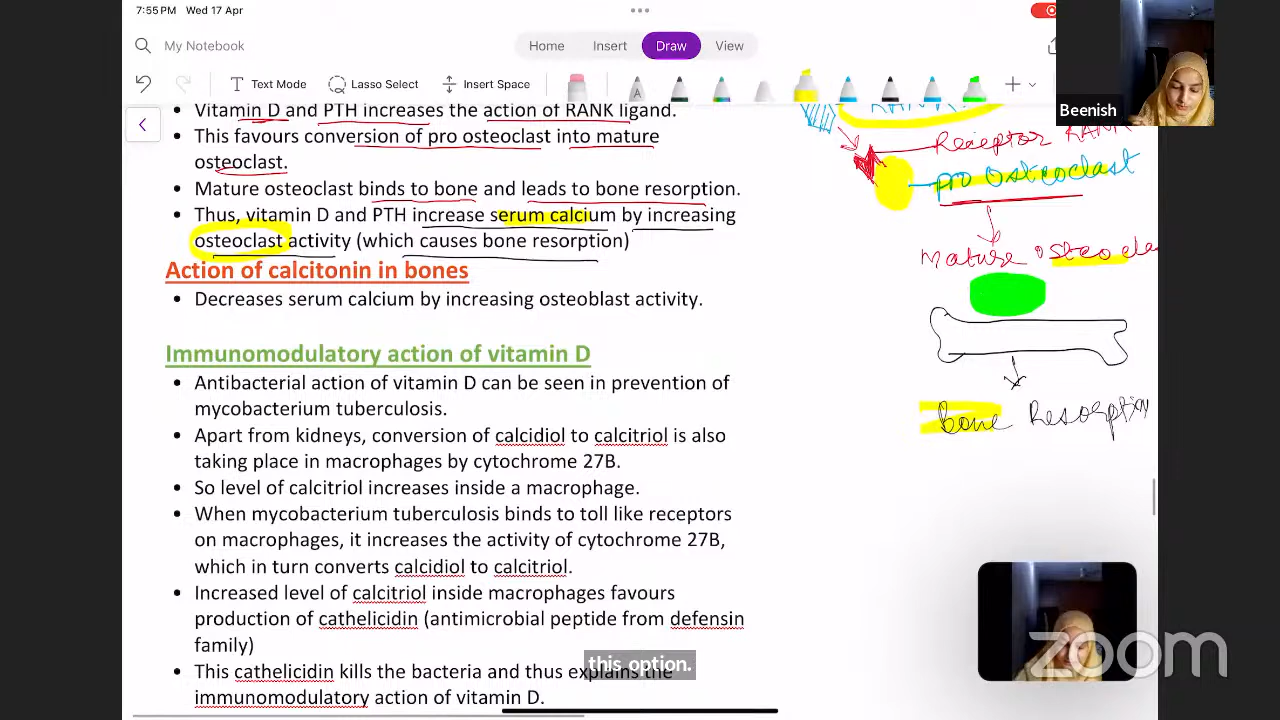 7:55 PM Wed 17 Apr
My Notebook
Home Insert Draw View
Text Mode Lasso Select Insert Space
Beenish
Vitamin D and PTH increases the action of RANK ligand.
This favours conversion of pro osteoclast into mature
osteoclast.
Mature osteoclast binds to bone and leads to bone resorption.
Thus, vitamin D and PTH increase serum calcium by increasing
osteoclast activity (which causes bone resorption)
Action of calcitonin in bones
Decreases serum calcium by increasing osteoblast activity.
Immunomodulatory action of vitamin D
Antibacterial action of vitamin D can be seen in prevention of
mycobacterium tuberculosis.
Apart from kidneys, conversion of calcidiol to calcitriol is also
taking place in macrophages by cytochrome 27B.
So level of calcitriol increases inside a macrophage.
When mycobacterium tuberculosis binds to toll like receptors
on macrophages, it increases the activity of cytochrome 27B,
which in turn converts calcidiol to calcitriol.
Increased level of calcitriol inside macrophages favours
production of cathelicidin (antimicrobial peptide from defensin
family)
This cathelicidin kills the bacteria and thus explains the
immunomodulatory action of vitamin D.
this option.
RANK
Receptor RANK
pro Osteoclast
Mature
bone Resorption
zoom